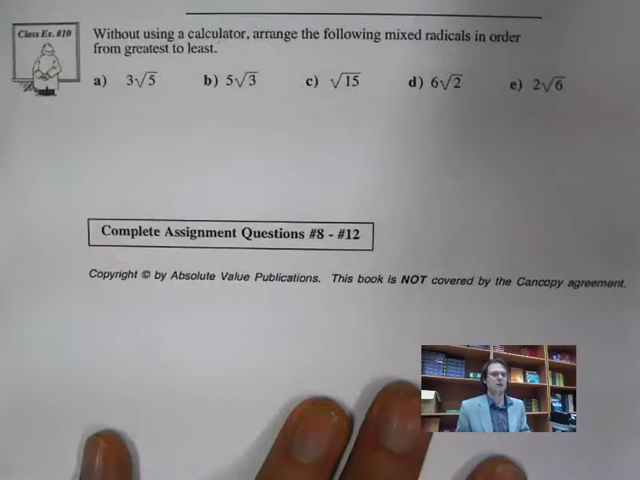 Class Ex. #10
Without using a calculator, arrange the following mixed radicals in order
from greatest to least.
a) 3√5 b) 5√3 c) √15 d) 6√2 e) 2√6
Complete Assignment Questions #8 - #12
Copyright © by Absolute Value Publications. This book is NOT covered by the Cancopy agreement.